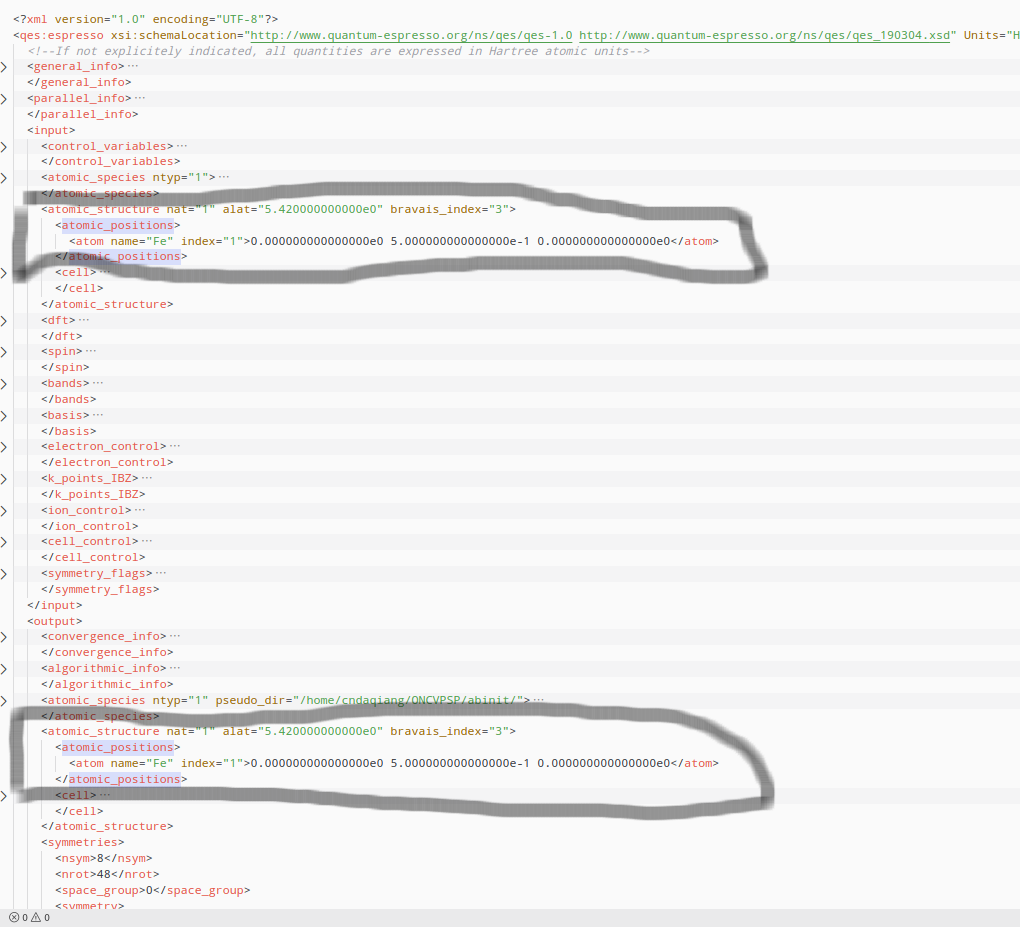 <?xml version="1.0" encoding="UTF-8"?>
<qes:espresso xsi:schemaLocation="http://www.quantum-espresso.org/ns/qes/qes-1.0 http://www.quantum-espresso.org/ns/qes/qes_190304.xsd" Units="H
<!--If not explicitely indicated, all quantities are expressed in Hartree atomic units-->
<general_info>···
</general_info>
<parallel_info>···
</parallel_info>
<input>
<control_variables>···
</control_variables>
<atomic_species ntyp="1">···
</atomic_species>
<atomic_structure nat="1" alat="5.420000000000e0" bravais_index="3">
<atomic_positions>
<atom name="Fe" index="1">0.000000000000000e0 5.000000000000000e-1 0.000000000000000e0</atom>
</atomic_positions>
<cell>···
</cell>
</atomic_structure>
<dft>···
</dft>
<spin>···
</spin>
<bands>···
</bands>
<basis>···
</basis>
<electron_control>···
</electron_control>
<k_points_IBZ>···
</k_points_IBZ>
<ion_control>···
</ion_control>
<cell_control>···
</cell_control>
<symmetry_flags>···
</symmetry_flags>
</input>
<output>
<convergence_info>···
</convergence_info>
<algorithmic_info>···
</algorithmic_info>
<atomic_species ntyp="1" pseudo_dir="/home/cndaqiang/ONCVPSP/abinit/">···
</atomic_species>
<atomic_structure nat="1" alat="5.420000000000e0" bravais_index="3">
<atomic_positions>
<atom name="Fe" index="1">0.000000000000000e0 5.000000000000000e-1 0.000000000000000e0</atom>
</atomic_positions>
<cell>···
</cell>
</atomic_structure>
<symmetries>
<nsym>8</nsym>
<nrot>48</nrot>
<space_group>0</space_group>
<symmetry>
0 0